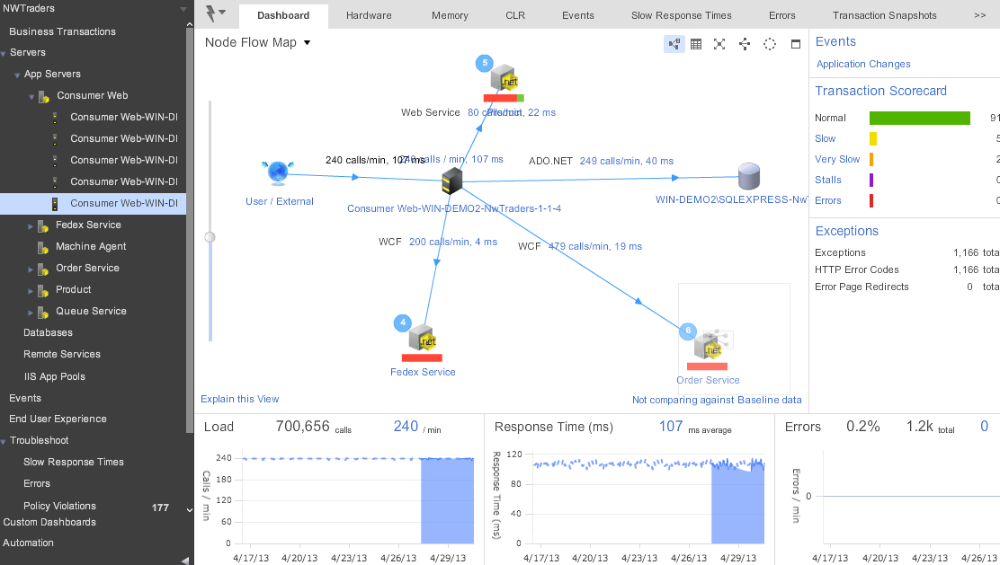 NWTraders
Business Transactions
Servers
App Servers
Consumer Web
Consumer Web-WIN-DI
Consumer Web-WIN-DI
Consumer Web-WIN-DI
Consumer Web-WIN-DI
Consumer Web-WIN-DI
Fedex Service
Machine Agent
Order Service
Product
Queue Service
Databases
Remote Services
IIS App Pools
Events
End User Experience
Troubleshoot
Slow Response Times
Errors
Policy Violations 177
Custom Dashboards
Automation
Dashboard Hardware Memory CLR Events Slow Response Times Errors Transaction Snapshots >>
Node Flow Map
5
.net
Web Service 80 calls/min, 22 ms
240 calls/min, 107 ms
240 calls / min, 107 ms
ADO.NET 249 calls/min, 40 ms
User / External
Consumer Web-WIN-DEMO2-NwTraders-1-1-4
WIN-DEMO2\SQLEXPRESS-NwT
WCF 200 calls/min, 4 ms
WCF 479 calls/min, 19 ms
4
.net
Fedex Service
6
.net
Order Service
Explain this View
Not comparing against Baseline data
Events
Application Changes
Transaction Scorecard
Normal 91
Slow 5
Very Slow 2
Stalls 0
Errors 0
Exceptions
Exceptions 1,166 tota
HTTP Error Codes 1,166 tota
Error Page Redirects 0 tota
Load 700,656 calls 240 / min
Calls / min
240
180
120
60
0
4/17/13 4/20/13 4/23/13 4/26/13 4/29/13
Response Time (ms) 107 ms average
Response Time (ms)
120
80
40
0
4/17/13 4/20/13 4/23/13 4/26/13 4/29/13
Errors 0.2% 1.2k total 0
Errors / min
0
4/17/13 4/20/13 4/23/13 4/26/13